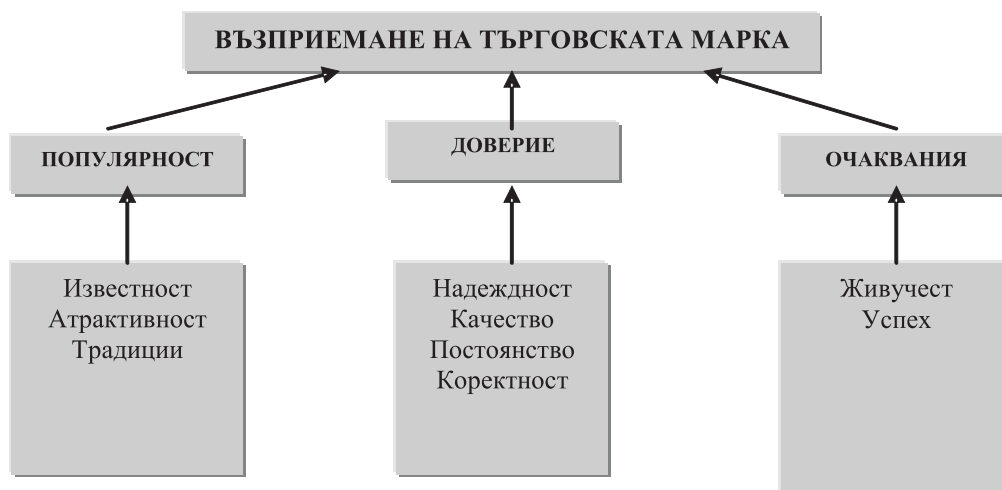 ВЪЗПРИЕМАНЕ НА ТЪРГОВСКАТА МАРКА
ПОПУЛЯРНОСТ
ДОВЕРИЕ
ОЧАКВАНИЯ
Известност
Атрактивност
Традиции
Надеждност
Качество
Постоянство
Коректност
Живучест
Успех